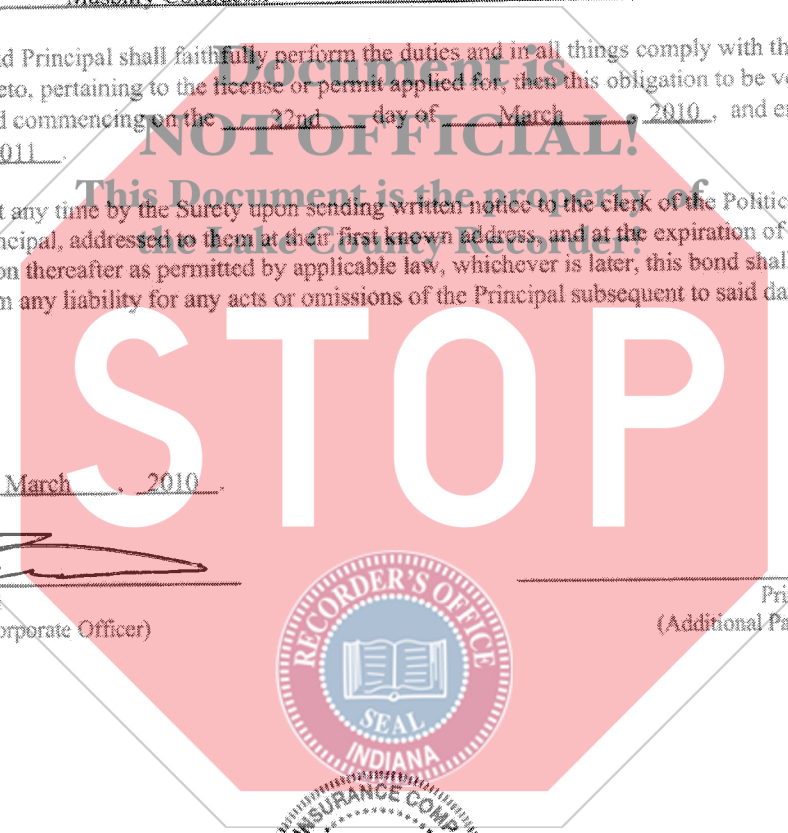 Masonry Contractor
d Principal shall faithfully perform the duties and in all things comply with th
eto, pertaining to the license or permit applied for, then this obligation to be v
d commencing on the 22nd day of March , 2010 , and e
011 .
t any time by the Surety upon sending written notice to the clerk of the Politic
ncipal, addressed to them at their first known address, and at the expiration of
on thereafter as permitted by applicable law, whichever is later, this bond shal
m any liability for any acts or omissions of the Principal subsequent to said da
Document is
NOT OFFICIAL!
This Document is the property of
the Lake County Recorder!
STOP
March , 2010 .
orporate Officer)
Pri
(Additional Pa
RECORDER'S OFFICE
SEAL
INDIANA
INSURANCE COMP